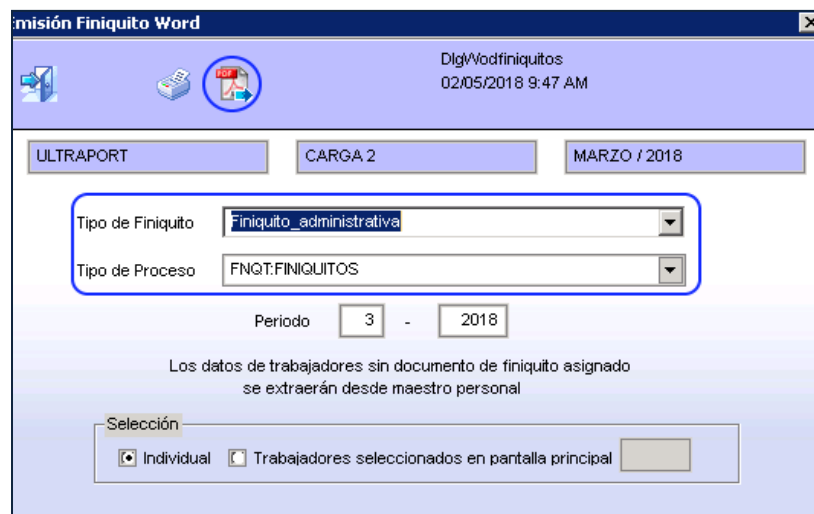 Emisión Finiquito Word
DlgWodfiniquitos
02/05/2018 9:47 AM
PDF
ULTRAPORT
CARGA 2
MARZO / 2018
Tipo de Finiquito
Finiquito_administrativa
Tipo de Proceso
FNQT:FINIQUITOS
Periodo 3 - 2018
Los datos de trabajadores sin documento de finiquito asignado
se extraerán desde maestro personal
Selección
Individual Trabajadores seleccionados en pantalla principal